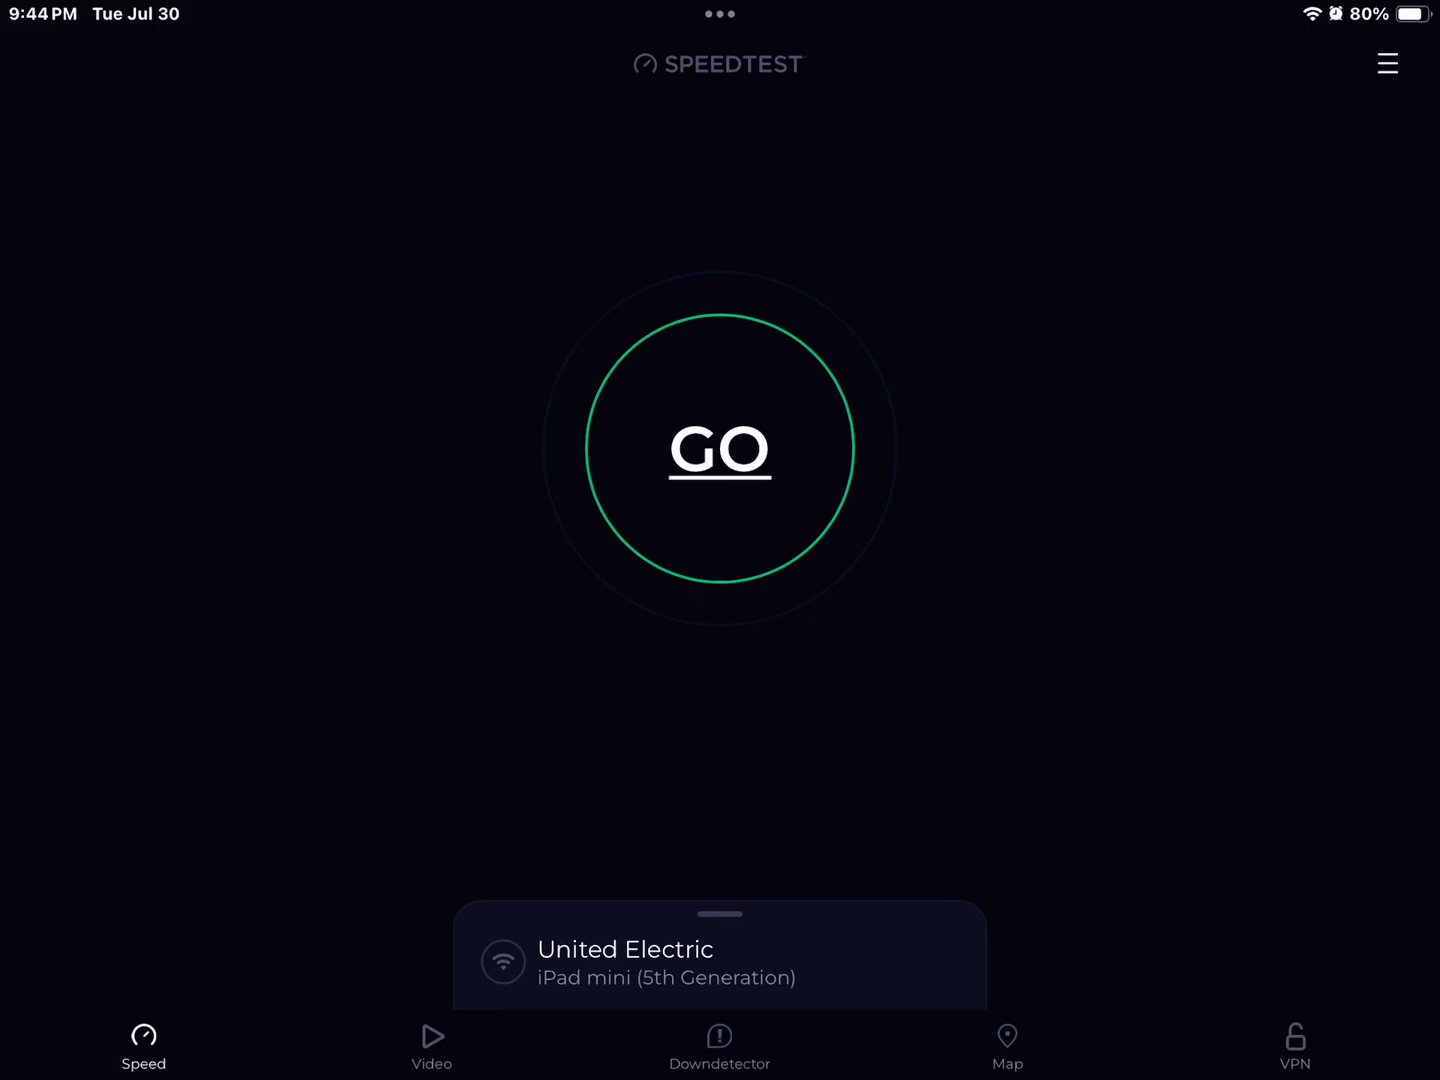 9:44 PM Tue Jul 30
80%
SPEEDTEST
GO
United Electric
iPad mini (5th Generation)
Speed
Video
Downdetector
Map
VPN